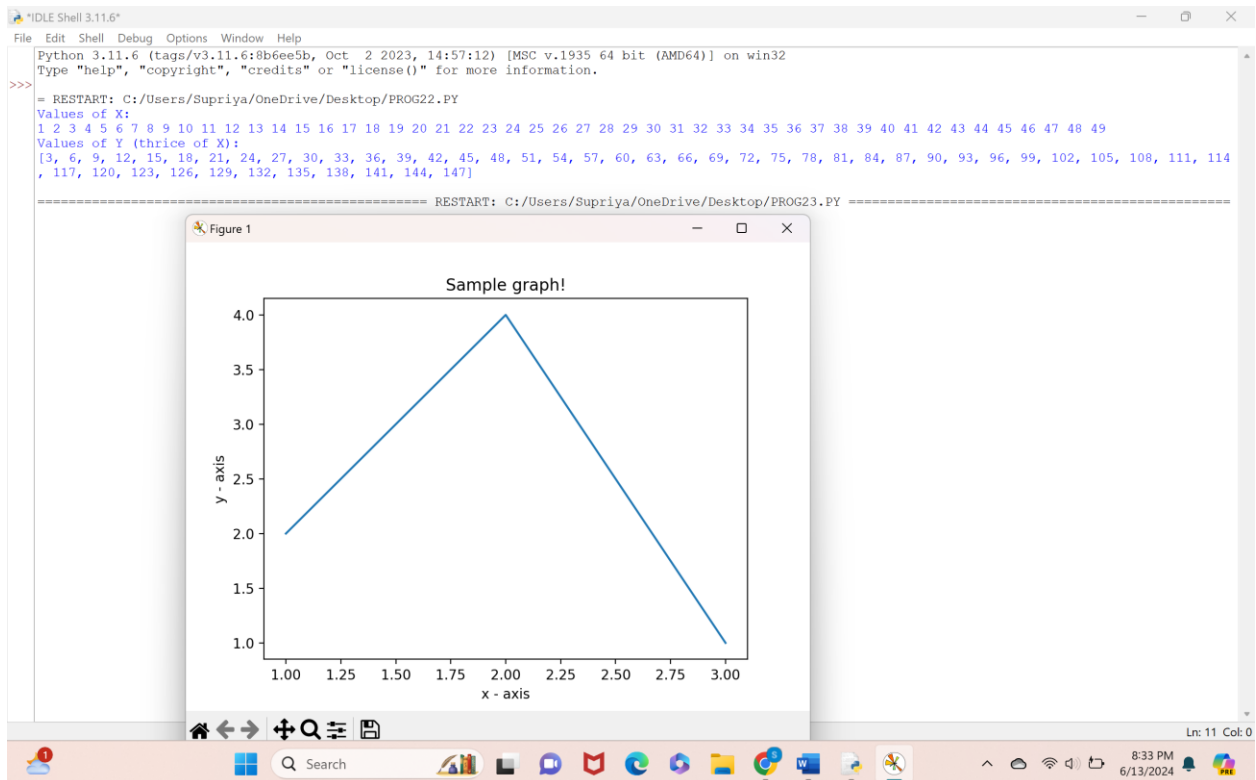 *IDLE Shell 3.11.6*
File Edit Shell Debug Options Window Help
Python 3.11.6 (tags/v3.11.6:8b6ee5b, Oct  2 2023, 14:57:12) [MSC v.1935 64 bit (AMD64)] on win32
Type "help", "copyright", "credits" or "license()" for more information.
>>>
= RESTART: C:/Users/Supriya/OneDrive/Desktop/PROG22.PY
Values of X:
1 2 3 4 5 6 7 8 9 10 11 12 13 14 15 16 17 18 19 20 21 22 23 24 25 26 27 28 29 30 31 32 33 34 35 36 37 38 39 40 41 42 43 44 45 46 47 48 49
Values of Y (thrice of X):
[3, 6, 9, 12, 15, 18, 21, 24, 27, 30, 33, 36, 39, 42, 45, 48, 51, 54, 57, 60, 63, 66, 69, 72, 75, 78, 81, 84, 87, 90, 93, 96, 99, 102, 105, 108, 111, 114
, 117, 120, 123, 126, 129, 132, 135, 138, 141, 144, 147]
================================================== RESTART: C:/Users/Supriya/OneDrive/Desktop/PROG23.PY =================================================
Figure 1
Sample graph!
4.0
3.5
3.0
2.5
2.0
1.5
1.0
y - axis
1.00 1.25 1.50 1.75 2.00 2.25 2.50 2.75 3.00
x - axis
Ln: 11 Col: 0
1
Search
S
W
8:33 PM
6/13/2024
PRE